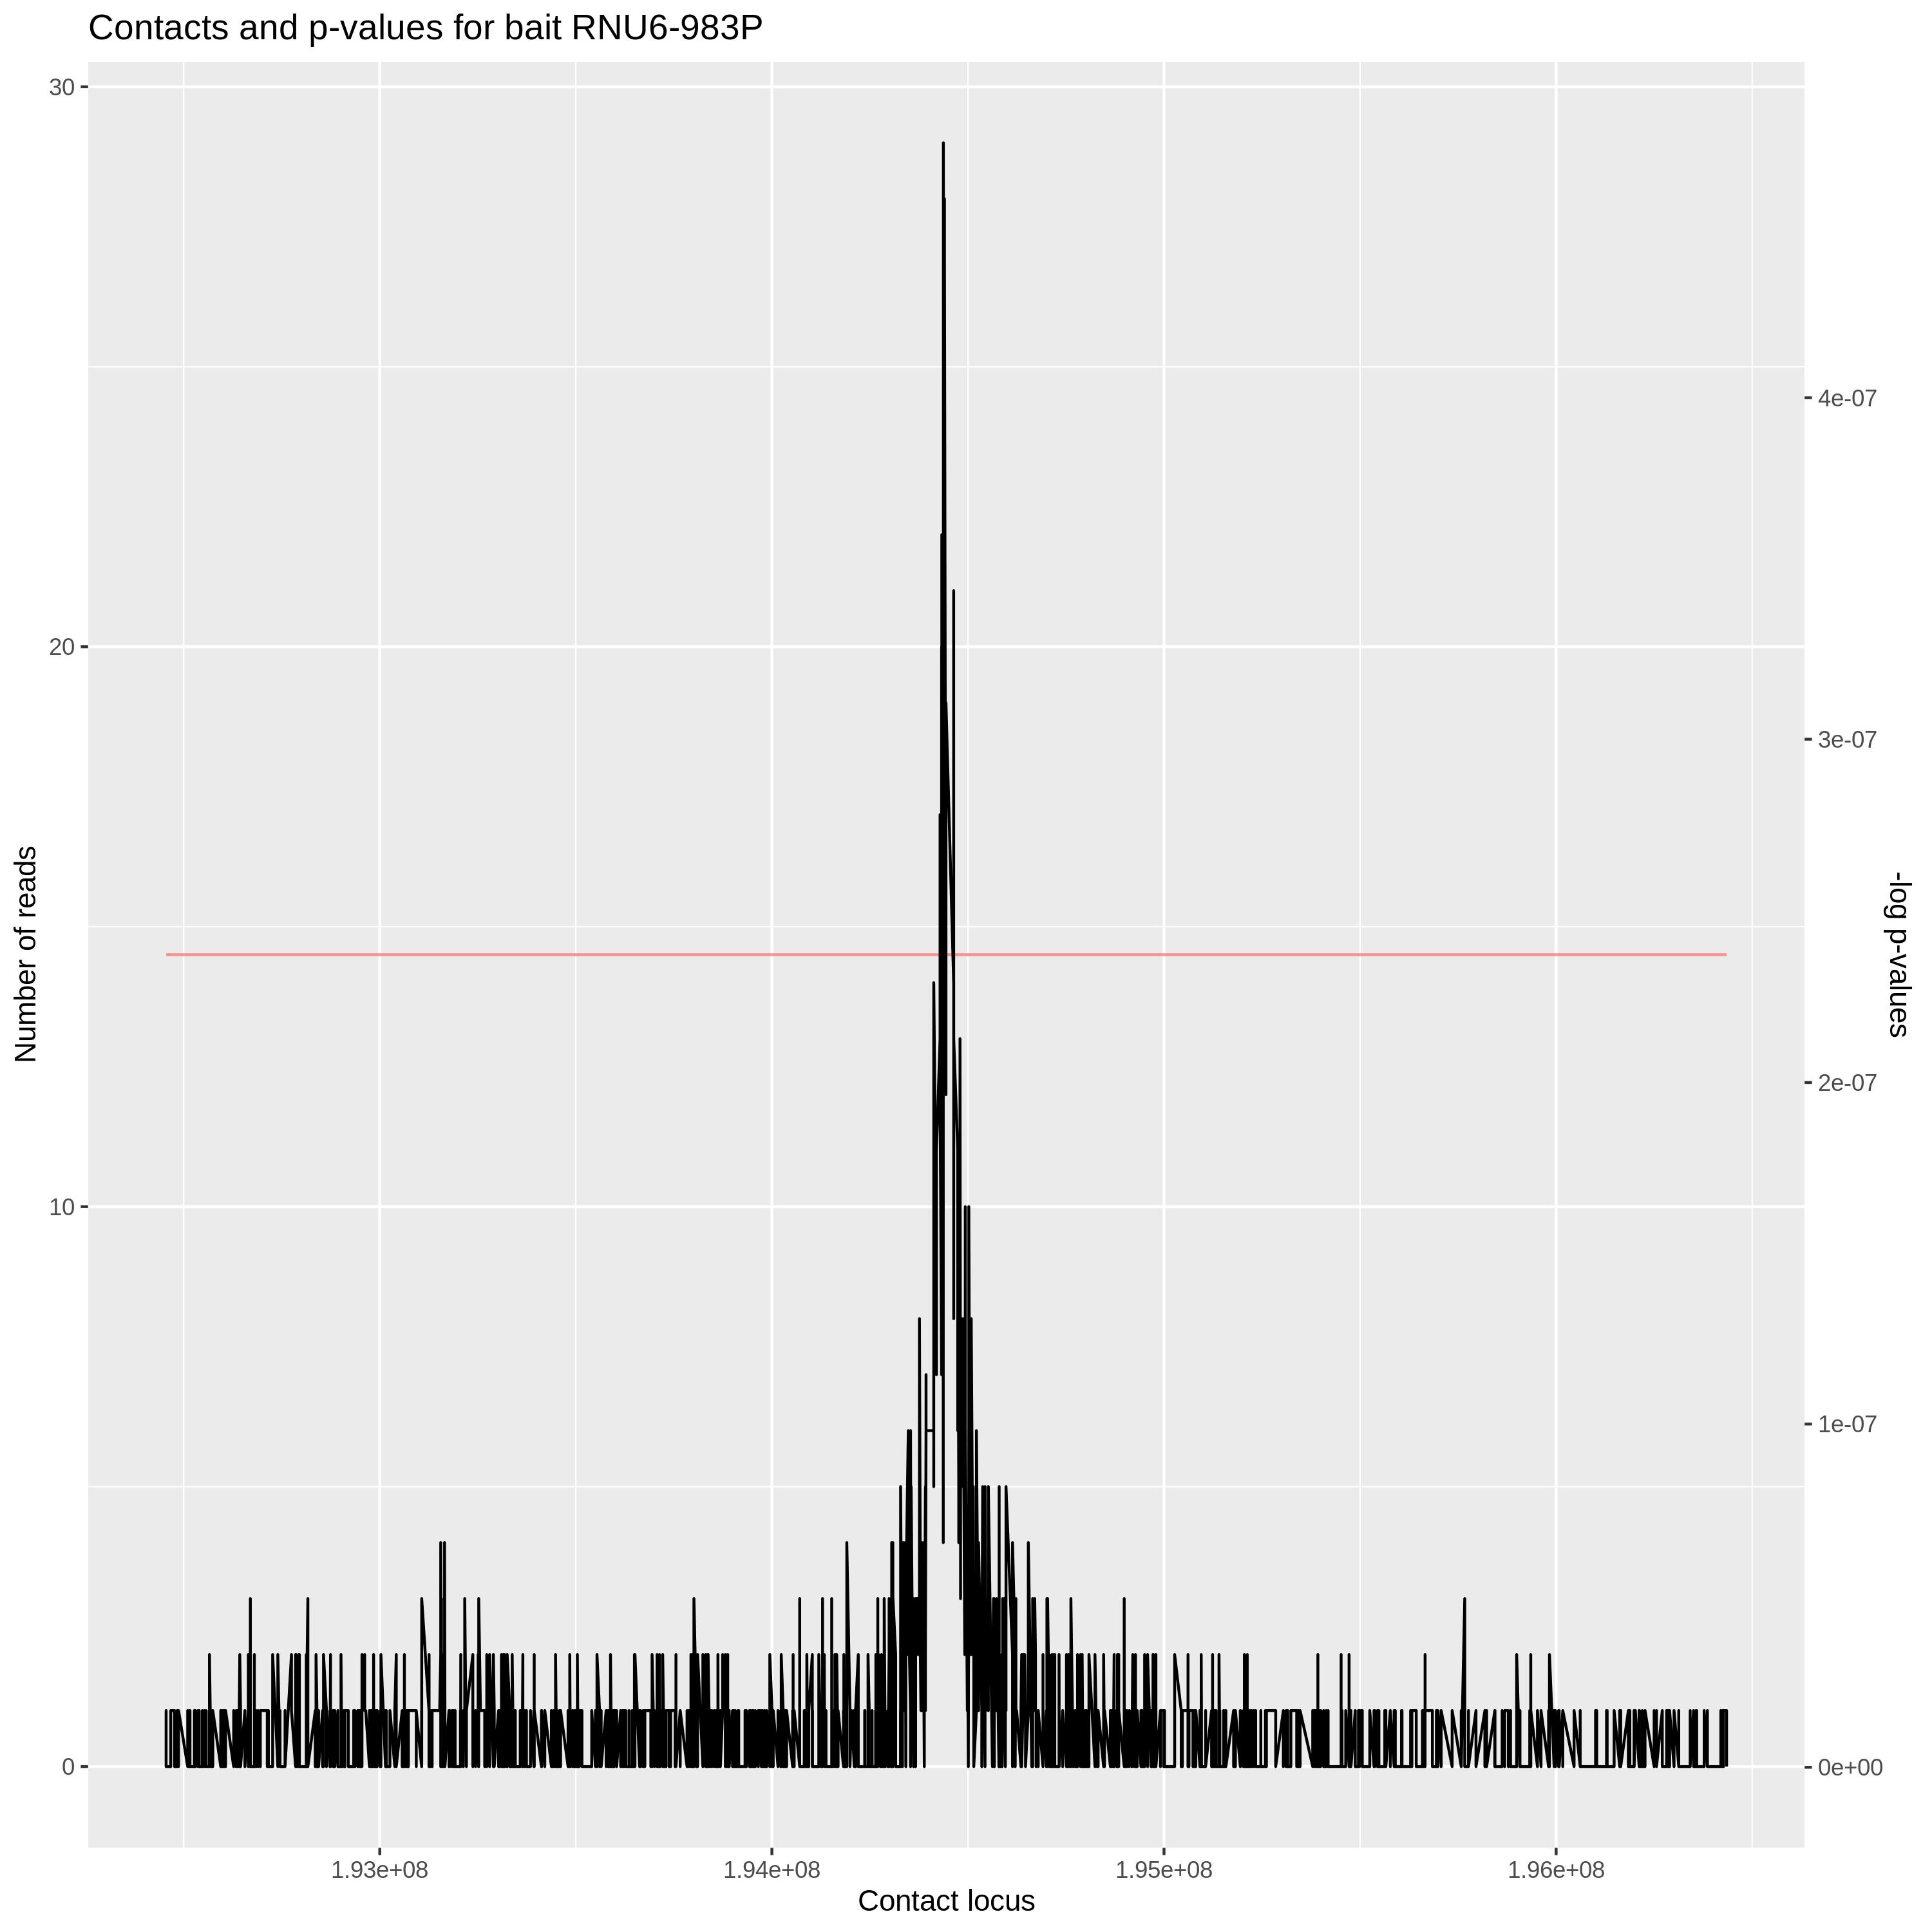 Contacts and p-values for bait RNU6-983P
30
20
10
0
Number of reads
4e-07
3e-07
2e-07
1e-07
0e+00
-log p-values
1.93e+08
1.94e+08
1.95e+08
1.96e+08
Contact locus